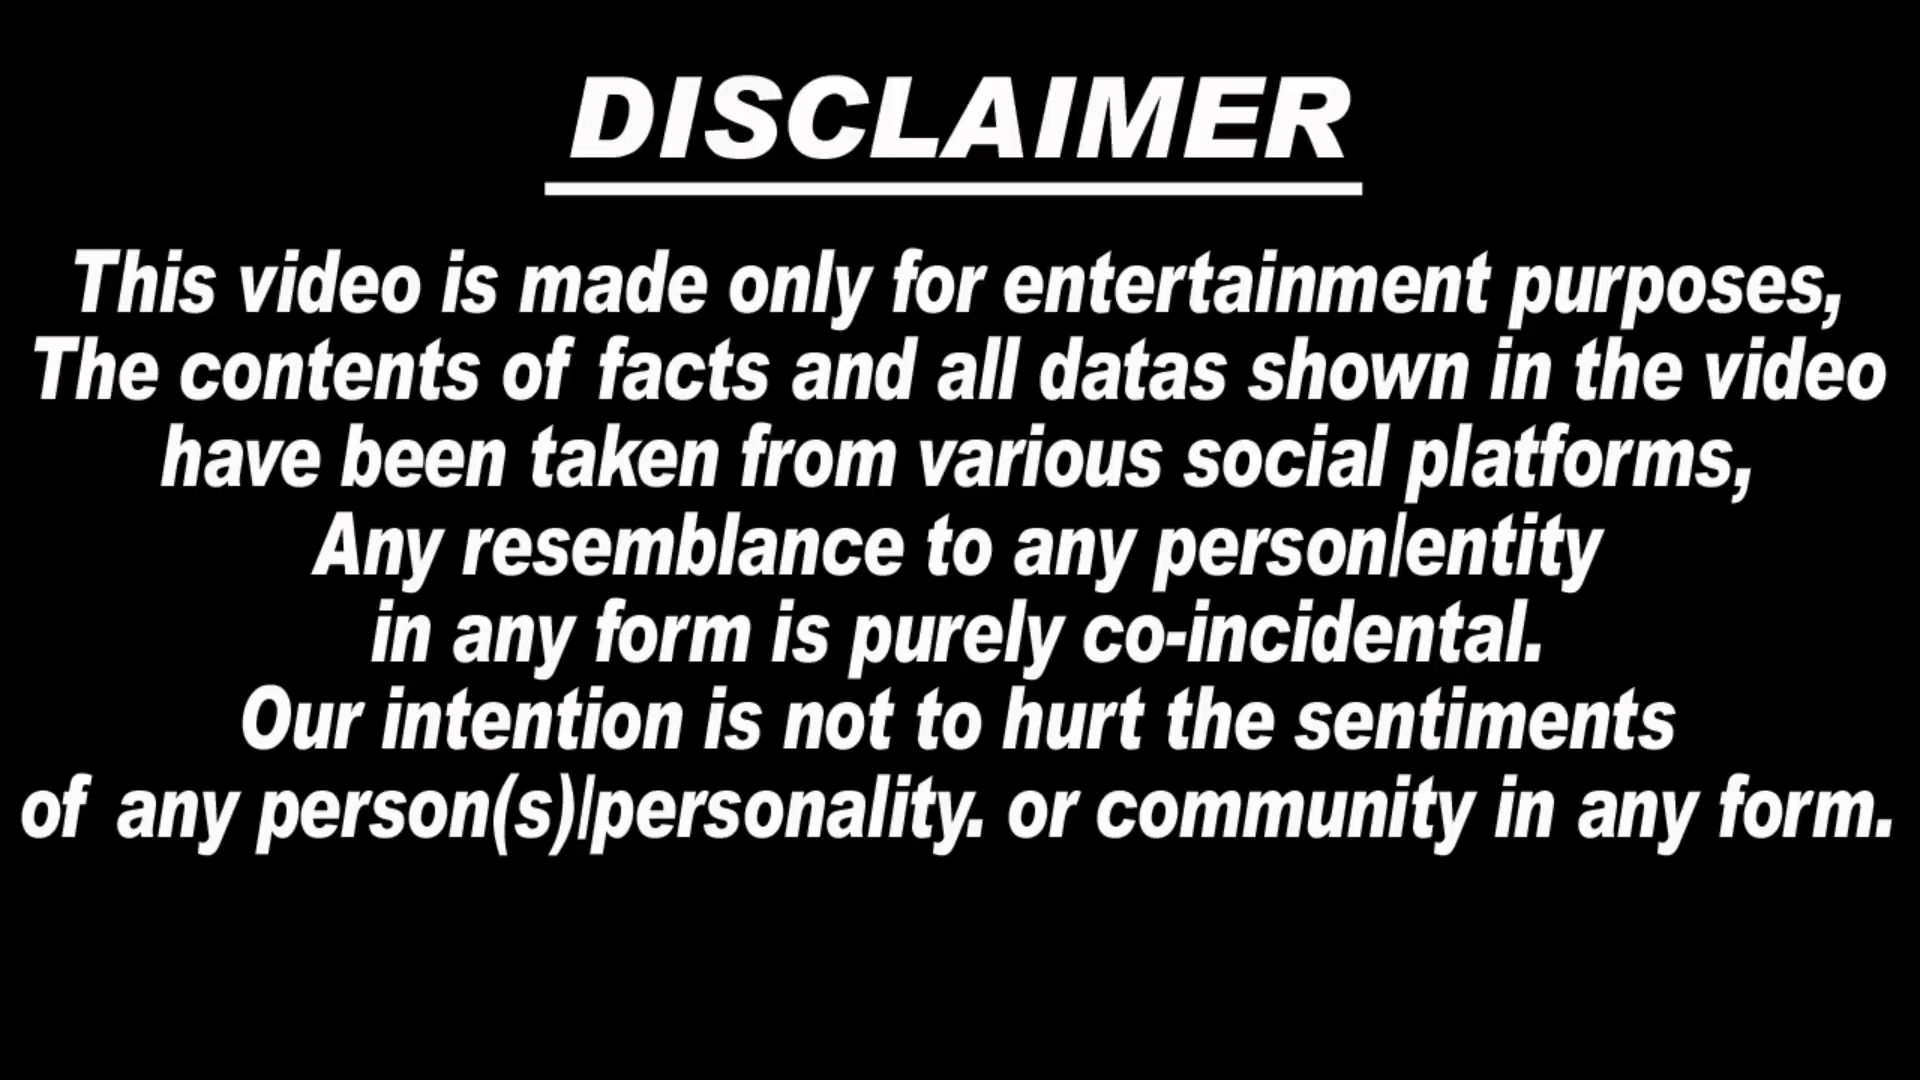 DISCLAIMER
This video is made only for entertainment purposes,
The contents of facts and all datas shown in the video
have been taken from various social platforms,
Any resemblance to any person/entity
in any form is purely co-incidental.
Our intention is not to hurt the sentiments
of any person(s)/personality. or community in any form.